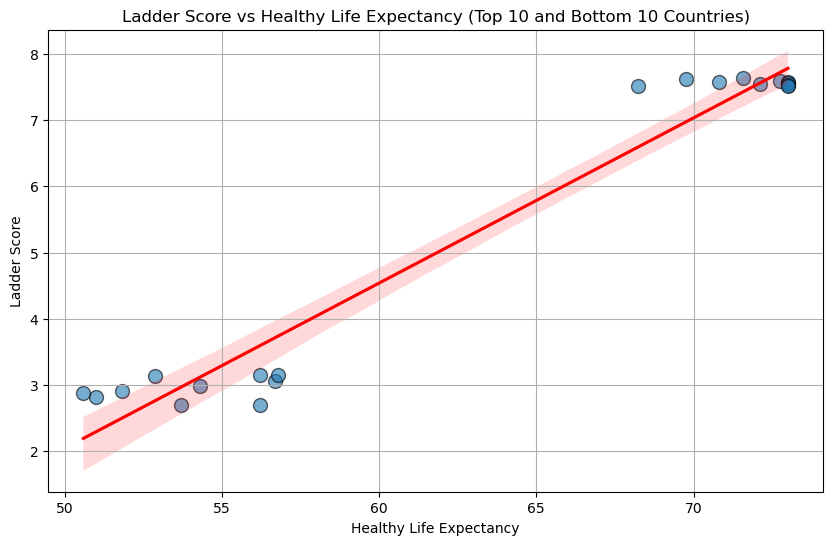 Ladder Score vs Healthy Life Expectancy (Top 10 and Bottom 10 Countries)
8
7
6
5
4
3
2
Ladder Score
50 55 60 65 70
Healthy Life Expectancy